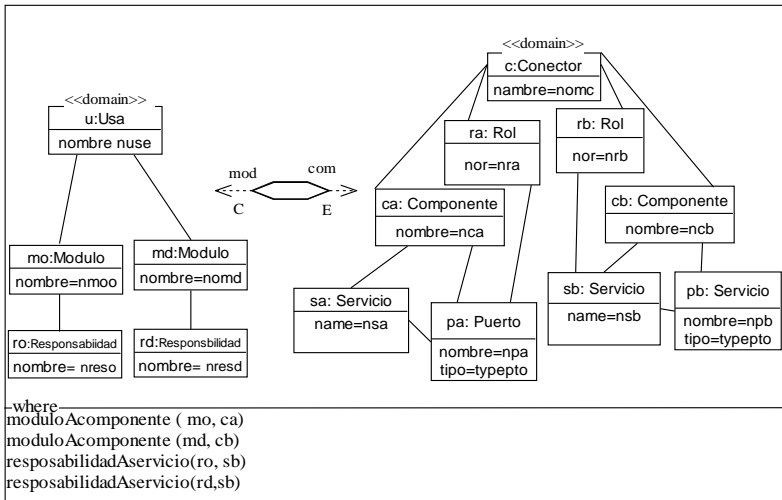 <<domain>>
u:Usa
nombre nuse
mo:Modulo
nombre=nmoo
md:Modulo
nombre=nomd
ro:Responsabiidad
nombre= nreso
rd:Responsbilidad
nombre= nresd
mod
com
C
E
<<domain>>
c:Conector
nambre=nomc
ra: Rol
nor=nra
rb: Rol
nor=nrb
ca: Componente
nombre=nca
cb: Componente
nombre=ncb
sa: Servicio
name=nsa
pa: Puerto
nombre=npa
tipo=typepto
sb: Servicio
name=nsb
pb: Servicio
nombre=npb
tipo=typepto
where
moduloAcomponente ( mo, ca)
moduloAcomponente (md, cb)
resposabilidadAservicio(ro, sb)
resposabilidadAservicio(rd,sb)